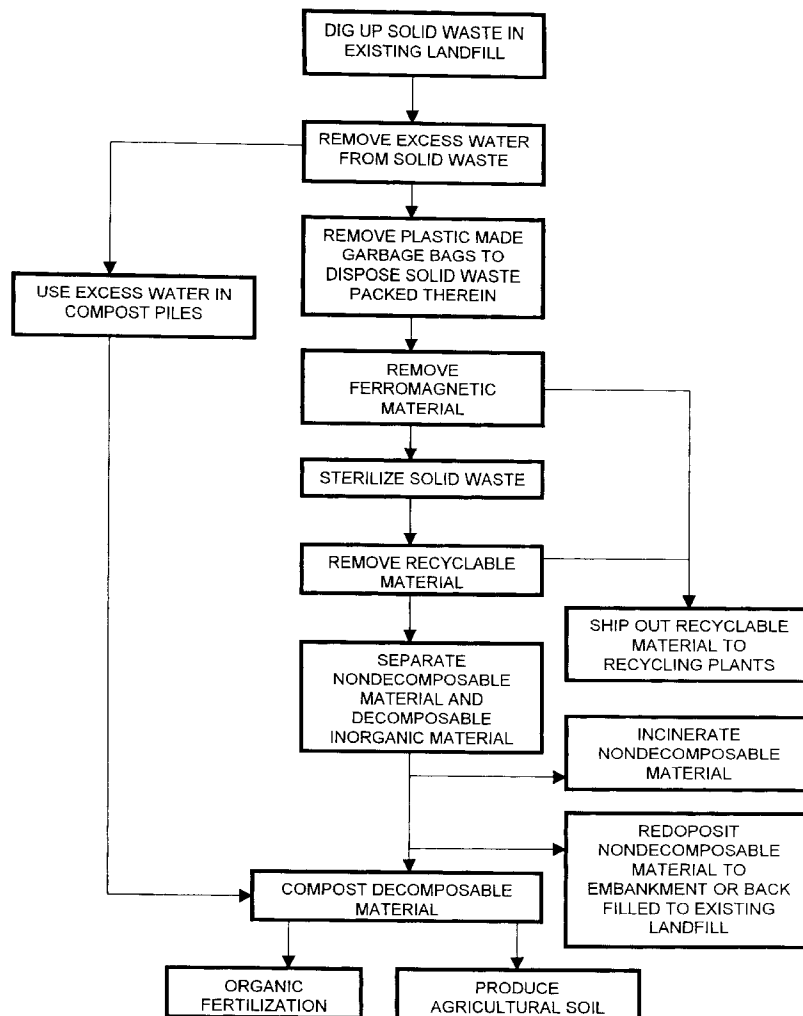 DIG UP SOLID WASTE IN
EXISTING LANDFILL
REMOVE EXCESS WATER
FROM SOLID WASTE
REMOVE PLASTIC MADE
GARBAGE BAGS TO
DISPOSE SOLID WASTE
PACKED THEREIN
USE EXCESS WATER IN
COMPOST PILES
REMOVE
FERROMAGNETIC
MATERIAL
STERILIZE SOLID WASTE
REMOVE RECYCLABLE
MATERIAL
SHIP OUT RECYCLABLE
MATERIAL TO
RECYCLING PLANTS
SEPARATE
NONDECOMPOSABLE
MATERIAL AND
DECOMPOSABLE
INORGANIC MATERIAL
INCINERATE
NONDECOMPOSABLE
MATERIAL
REDOPOSIT
NONDECOMPOSABLE
MATERIAL TO
EMBANKMENT OR BACK
FILLED TO EXISTING
LANDFILL
COMPOST DECOMPOSABLE
MATERIAL
ORGANIC
FERTILIZATION
PRODUCE
AGRICULTURAL SOIL